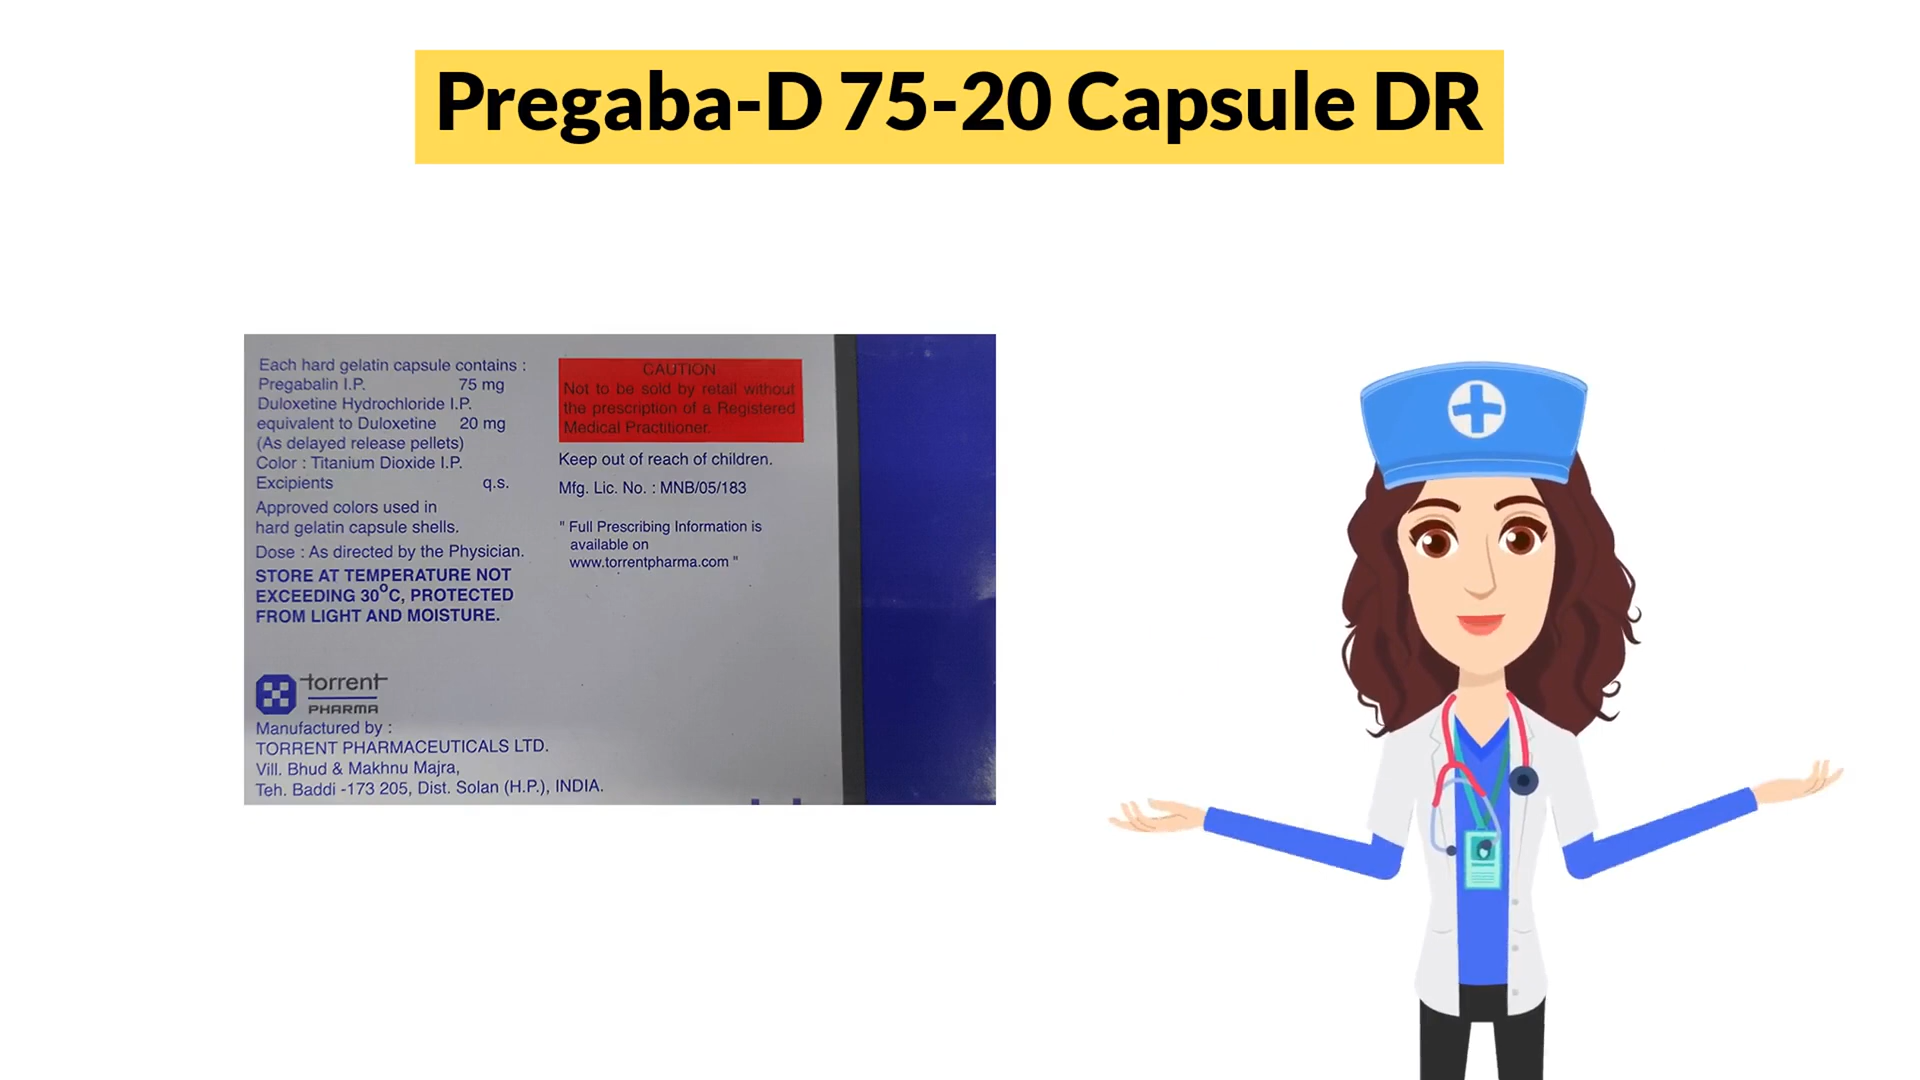 Pregaba-D 75-20 Capsule DR
Each hard gelatin capsule contains :
Pregabalin I.P. 75 mg
Duloxetine Hydrochloride I.P.
equivalent to Duloxetine 20 mg
(As delayed release pellets)
Color : Titanium Dioxide I.P.
Excipients q.s.
Approved colors used in
hard gelatin capsule shells.
Dose : As directed by the Physician.
STORE AT TEMPERATURE NOT
EXCEEDING 30⁰C, PROTECTED
FROM LIGHT AND MOISTURE.
torrent
PHARMA
Manufactured by :
TORRENT PHARMACEUTICALS LTD.
Vill. Bhud & Makhnu Majra,
Teh. Baddi -173 205, Dist. Solan (H.P.), INDIA.
CAUTION
Not to be sold by retail without
the prescription of a Registered
Medical Practitioner.
Keep out of reach of children.
Mfg. Lic. No. : MNB/05/183
" Full Prescribing Information is
available on
www.torrentpharma.com "